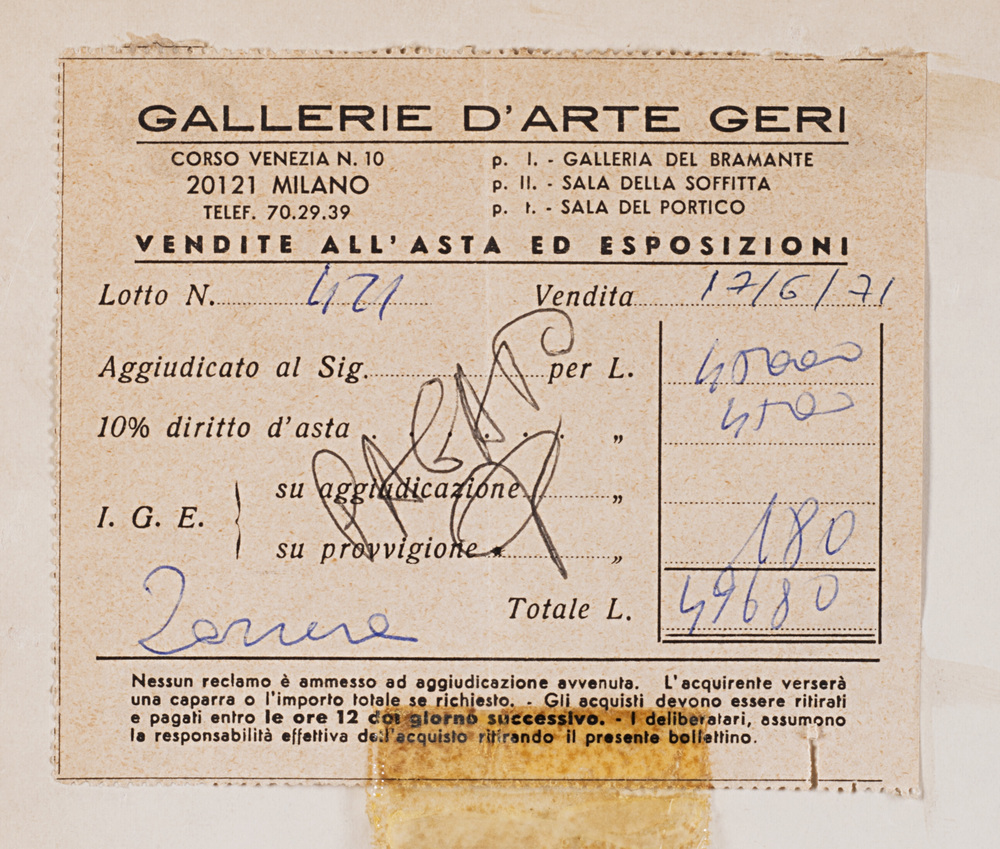 GALLERIE D'ARTE GERI
CORSO VENEZIA N. 10
20121 MILANO
TELEF. 70.29.39
p. I. - GALLERIA DEL BRAMANTE
p. II. - SALA DELLA SOFFITTA
p. t. - SALA DEL PORTICO
VENDITE ALL'ASTA ED ESPOSIZIONI
Lotto N. 421 Vendita 17/6/71
Aggiudicato al Sig. per L. 45000
10% diritto d'asta „ 4500
PAGATO
I. G. E. su aggiudicazione „
su provvigione „ 180
Totale L. 49680
Nessun reclamo è ammesso ad aggiudicazione avvenuta. L'acquirente verserà
una caparra o l'importo totale se richiesto. - Gli acquisti devono essere ritirati
e pagati entro le ore 12 del giorno successivo. - I deliberatari, assumono
la responsabilità effettiva dell'acquisto ritirando il presente bollettino.